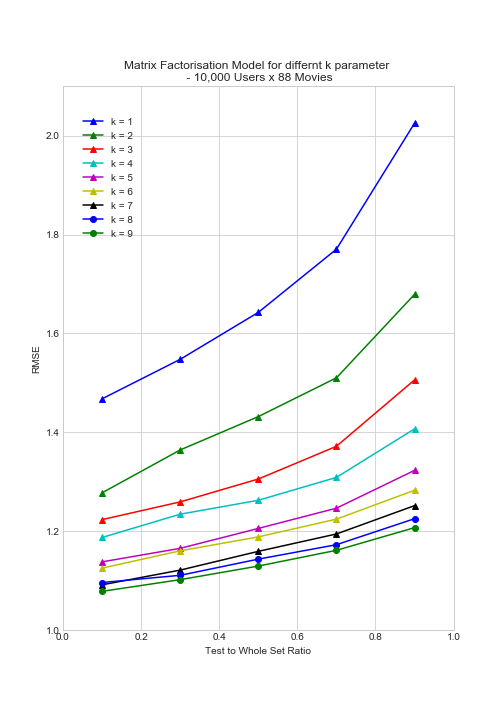 Matrix Factorisation Model for differnt k parameter
- 10,000 Users x 88 Movies
k = 1
k = 2
k = 3
k = 4
k = 5
k = 6
k = 7
k = 8
k = 9
RMSE
2.0
1.8
1.6
1.4
1.2
1.0
0.0 0.2 0.4 0.6 0.8 1.0
Test to Whole Set Ratio